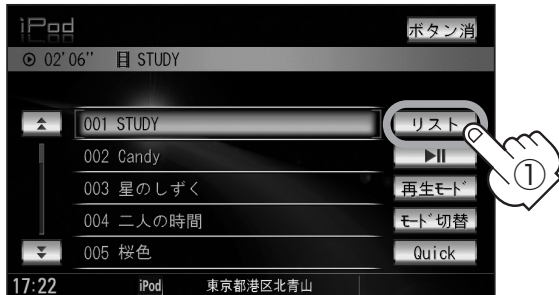 iPod
ボタン消
02'06'' STUDY
001 STUDY
リスト
002 Candy
003 星のしずく
再生モード
004 二人の時間
モード切替
005 桜色
Quick
①
17:22 iPod 東京都港区北青山